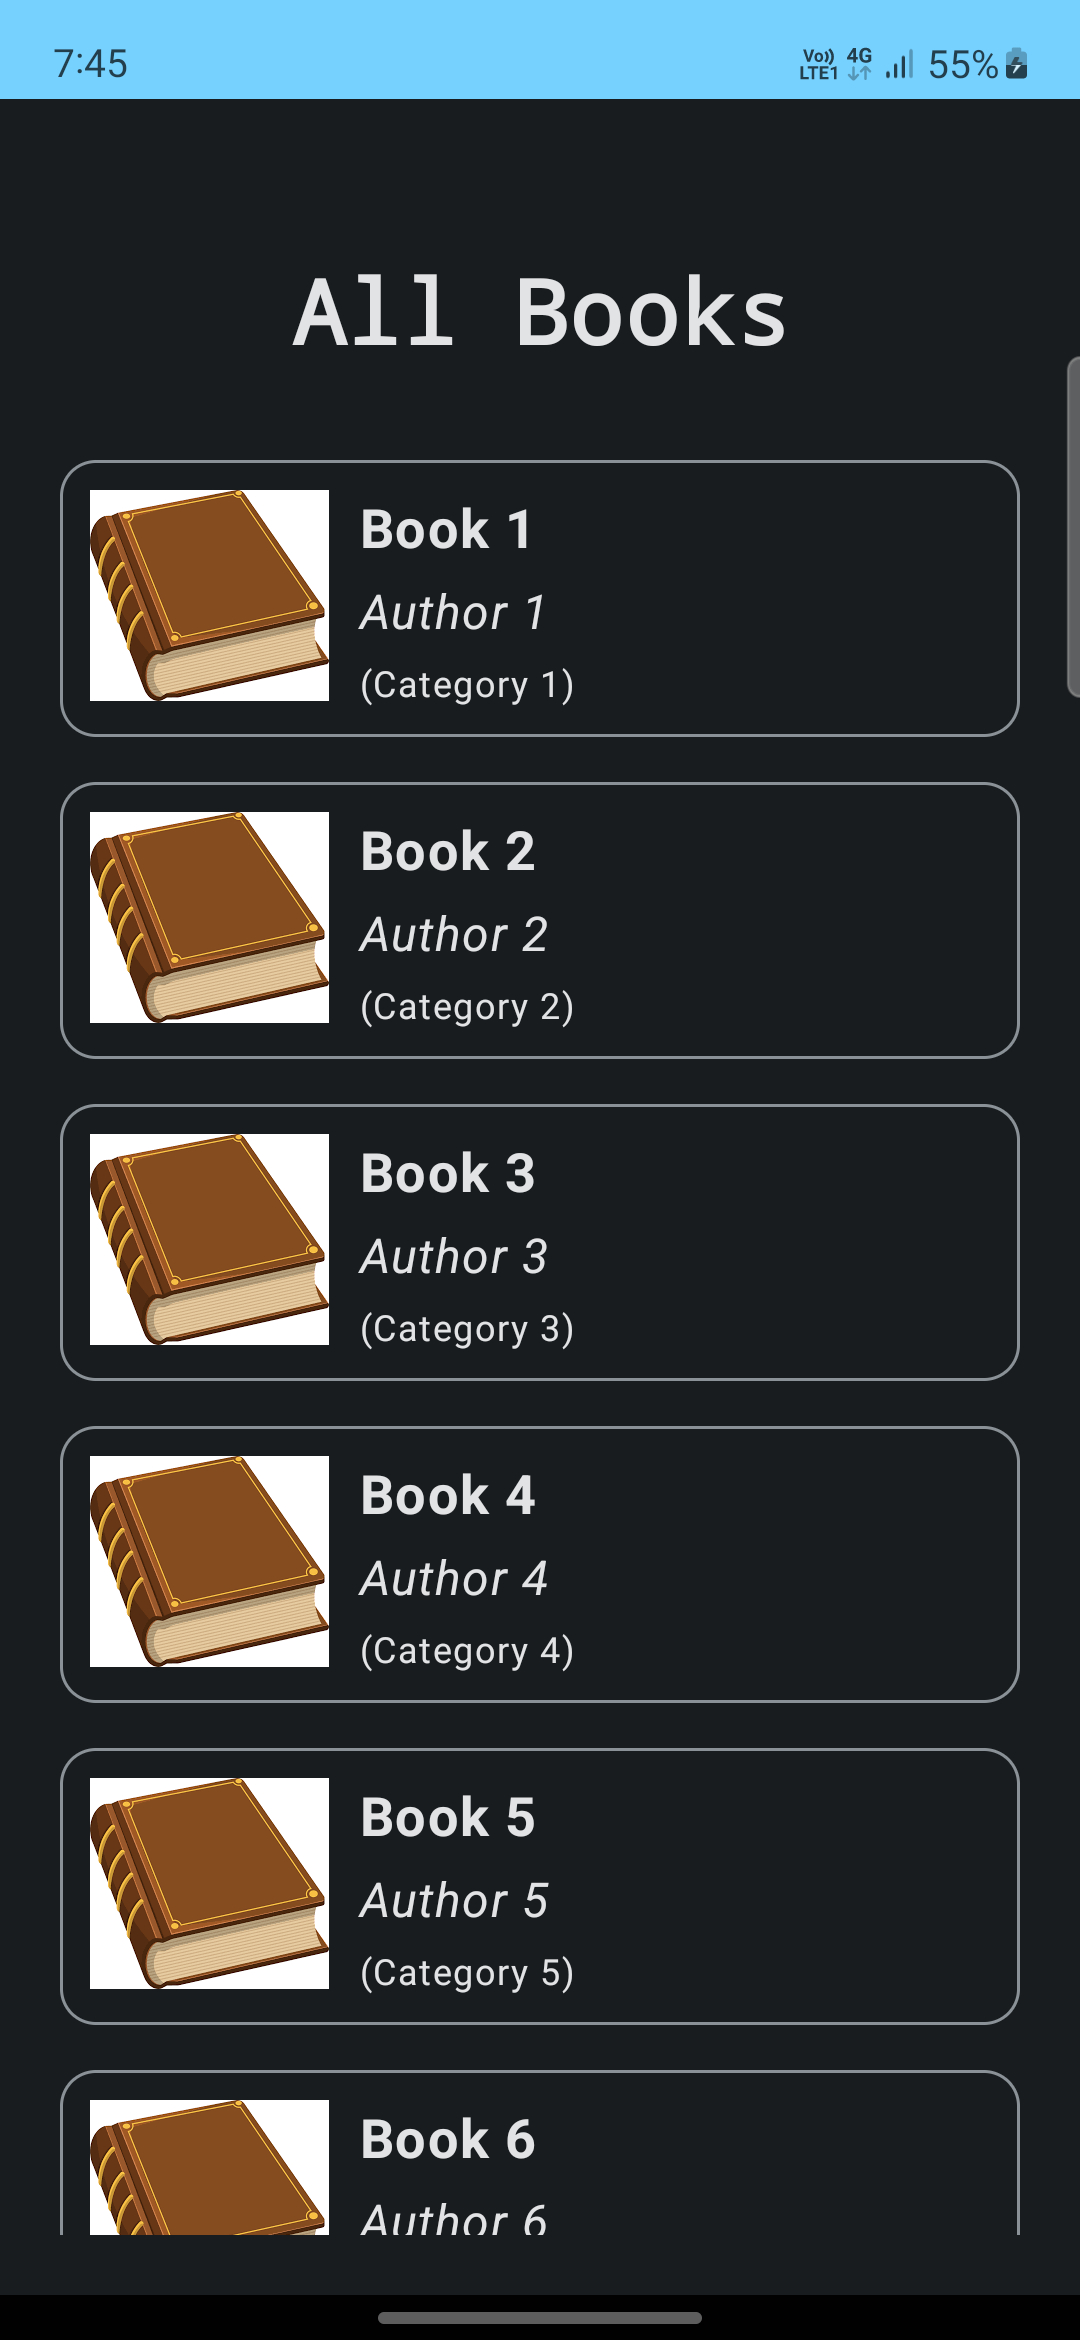 7:45
Vo)) LTE1 4G 55%
All Books
Book 1
Author 1
(Category 1)
Book 2
Author 2
(Category 2)
Book 3
Author 3
(Category 3)
Book 4
Author 4
(Category 4)
Book 5
Author 5
(Category 5)
Book 6
Author 6